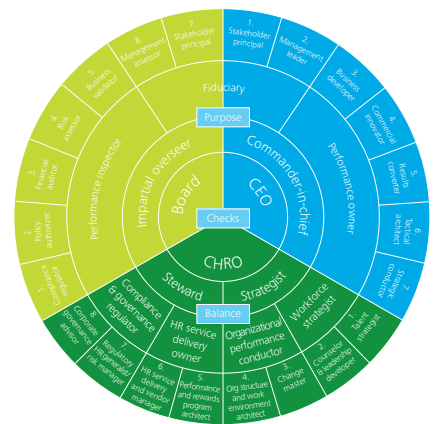 1.
Stakeholder
principal
2.
Management
leader
3.
Business
developer
4.
Commercial
innovator
5.
Results
converter
6.
Tactical
architect
7.
Strategic
conductor
1.
Talent
strategist
2.
Counselor
& leadership
developer
3.
Change
master
4.
Org structure
and work
environment
architect
5.
Performance
and rewards
program
architect
6.
HR service
delivery
and vendor
manager
7.
Regulatory
HR generalist/
risk manager
8.
Corporate
governance
advisor
1.
Compliance
regulator
2.
Policy
authorizer
3.
Financial
auditor
4.
Risk
assessor
5.
Business
validator
6.
Management
assessor
7.
Stakeholder
principal
Fiduciary
Purpose
Performance inspector
Impartial overseer
Board
CEO
Commander-in-chief
Performance owner
Checks
CHRO
Steward
Strategist
Balance
Compliance
& governance
regulator
HR service
delivery
owner
Organizational
performance
conductor
Workforce
strategist